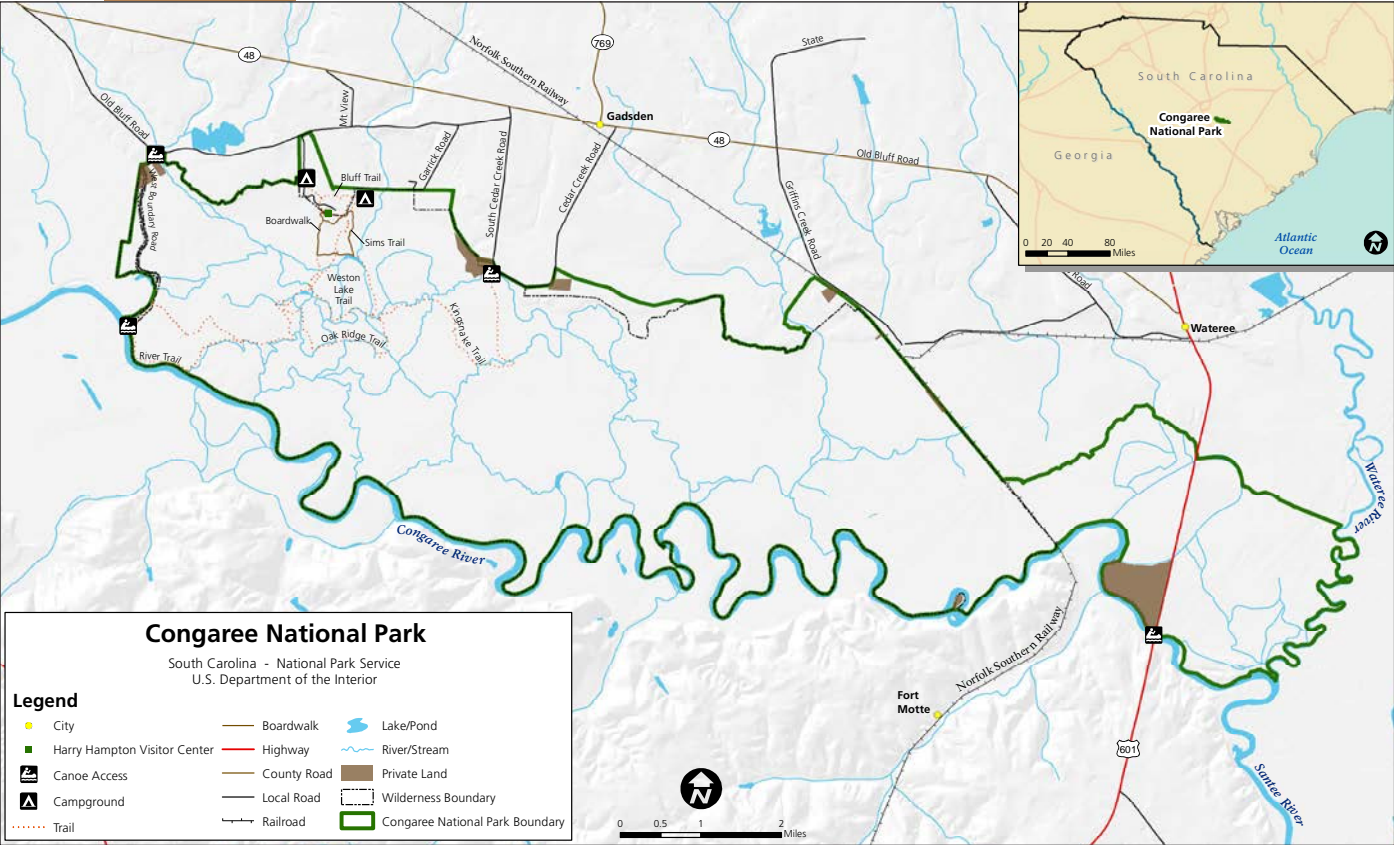 48
769
Norfolk Southern Railway
State
Old Bluff Road
Mt View
Gadsden
48
Old Bluff Road
Garrick Road
South Cedar Creek Road
Cedar Creek Road
Griffins Creek Road
Bluff Trail
Boardwalk
Sims Trail
West Boundary Road
Weston
Lake
Trail
Oak Ridge Trail
Kingsnake Trail
River Trail
Road
Wateree
Wateree River
Congaree River
Norfolk Southern Railway
Fort
Motte
601
Santee River
South Carolina
Congaree
National Park
Georgia
Atlantic
Ocean
0 20 40 80
Miles
N
Congaree National Park
South Carolina - National Park Service
U.S. Department of the Interior
Legend
City
Harry Hampton Visitor Center
Canoe Access
Campground
Trail
Boardwalk
Highway
County Road
Local Road
Railroad
Lake/Pond
River/Stream
Private Land
Wilderness Boundary
Congaree National Park Boundary
N
0 0.5 1 2
Miles